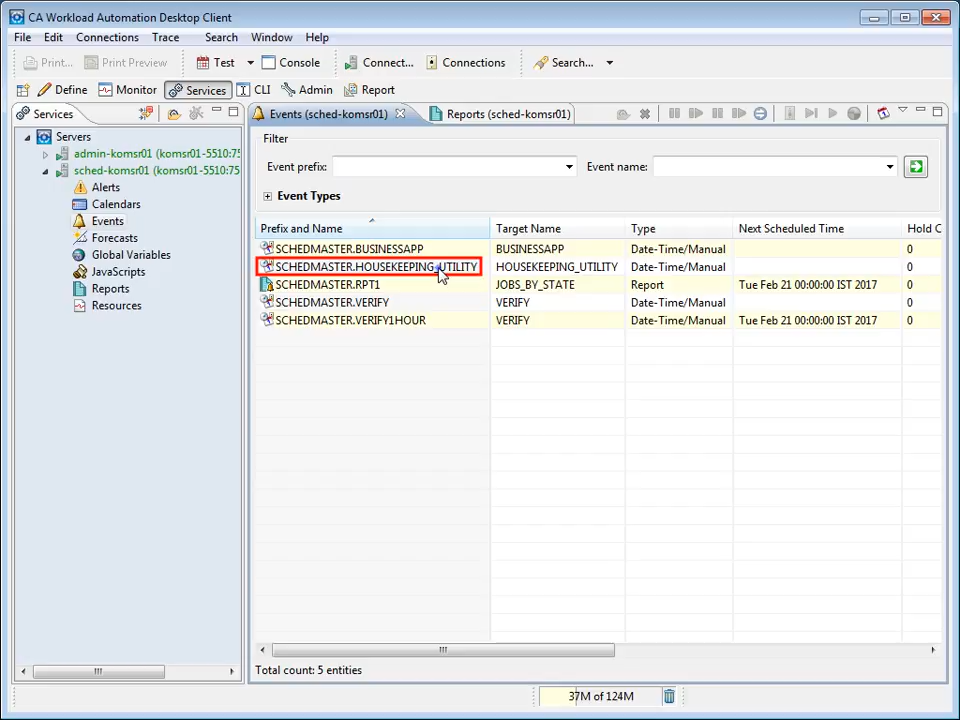 CA Workload Automation Desktop Client
File Edit Connections Trace Search Window Help
Print... Print Preview Test Console Connect... Connections Search...
Define Monitor Services CLI Admin Report
Services
Events (sched-komsr01) Reports (sched-komsr01)
Servers
admin-komsr01 (komsr01-5510:75
sched-komsr01 (komsr01-5510:75
Alerts
Calendars
Events
Forecasts
Global Variables
JavaScripts
Reports
Resources
Filter
Event prefix: Event name:
Event Types
Prefix and Name Target Name Type Next Scheduled Time Hold C
SCHEDMASTER.BUSINESSAPP BUSINESSAPP Date-Time/Manual 0
SCHEDMASTER.HOUSEKEEPING_UTILITY HOUSEKEEPING_UTILITY Date-Time/Manual 0
SCHEDMASTER.RPT1 JOBS_BY_STATE Report Tue Feb 21 00:00:00 IST 2017 0
SCHEDMASTER.VERIFY VERIFY Date-Time/Manual 0
SCHEDMASTER.VERIFY1HOUR VERIFY Date-Time/Manual Tue Feb 21 00:00:00 IST 2017 0
Total count: 5 entities
37M of 124M